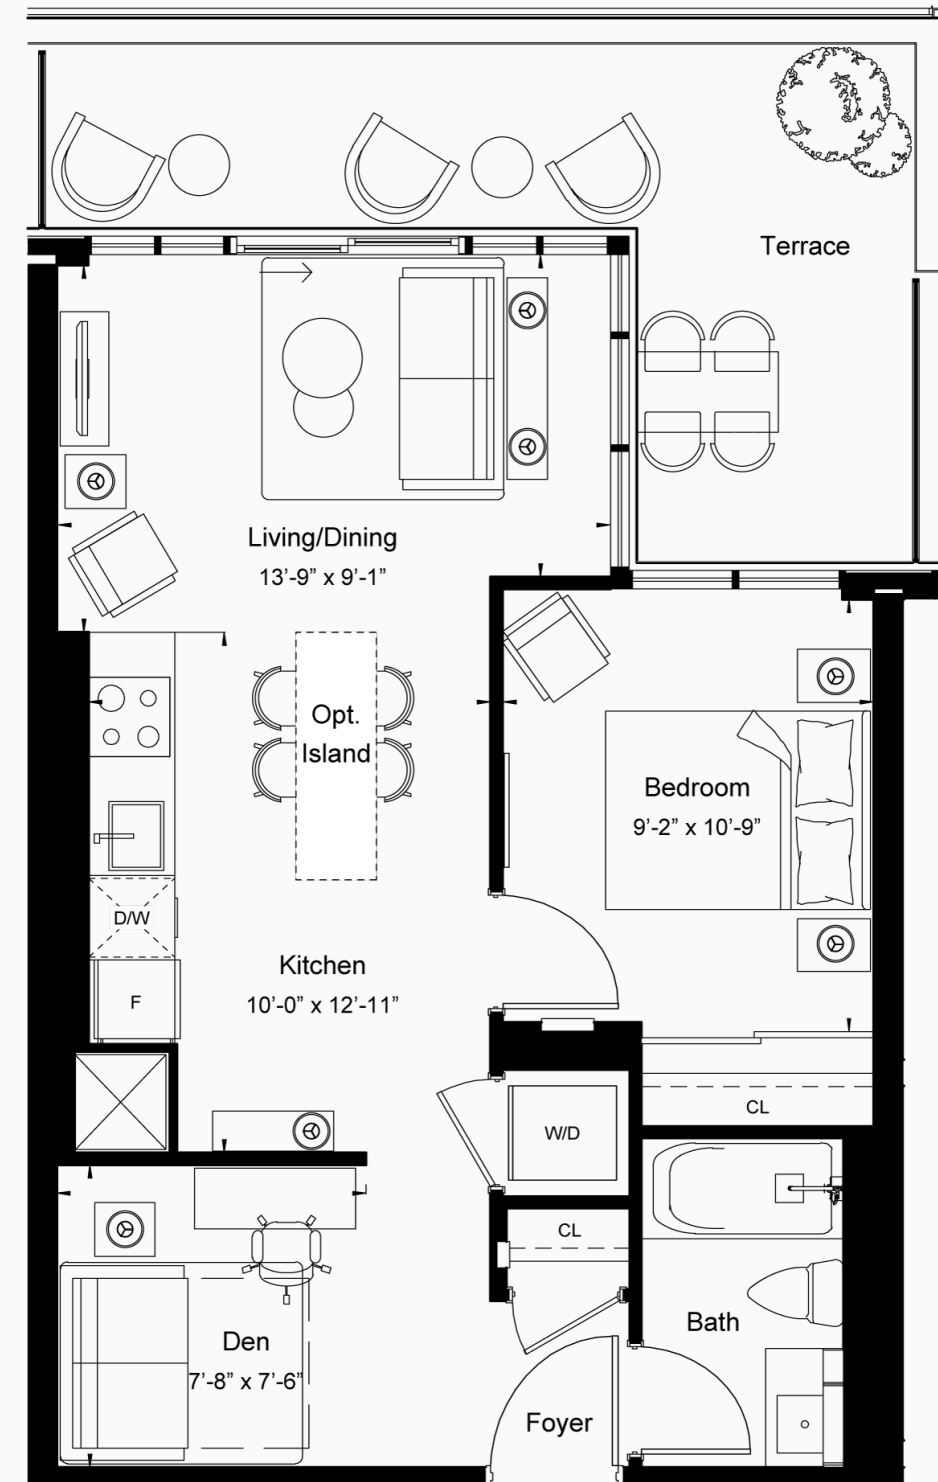 Terrace
Living/Dining
13’-9” x 9’-1”
Opt.
Island
Bedroom
9’-2” x 10’-9”
D/W
Kitchen
10’-0” x 12’-11”
F
CL
W/D
CL
Den
7’-8” x 7’-6”
Bath
Foyer